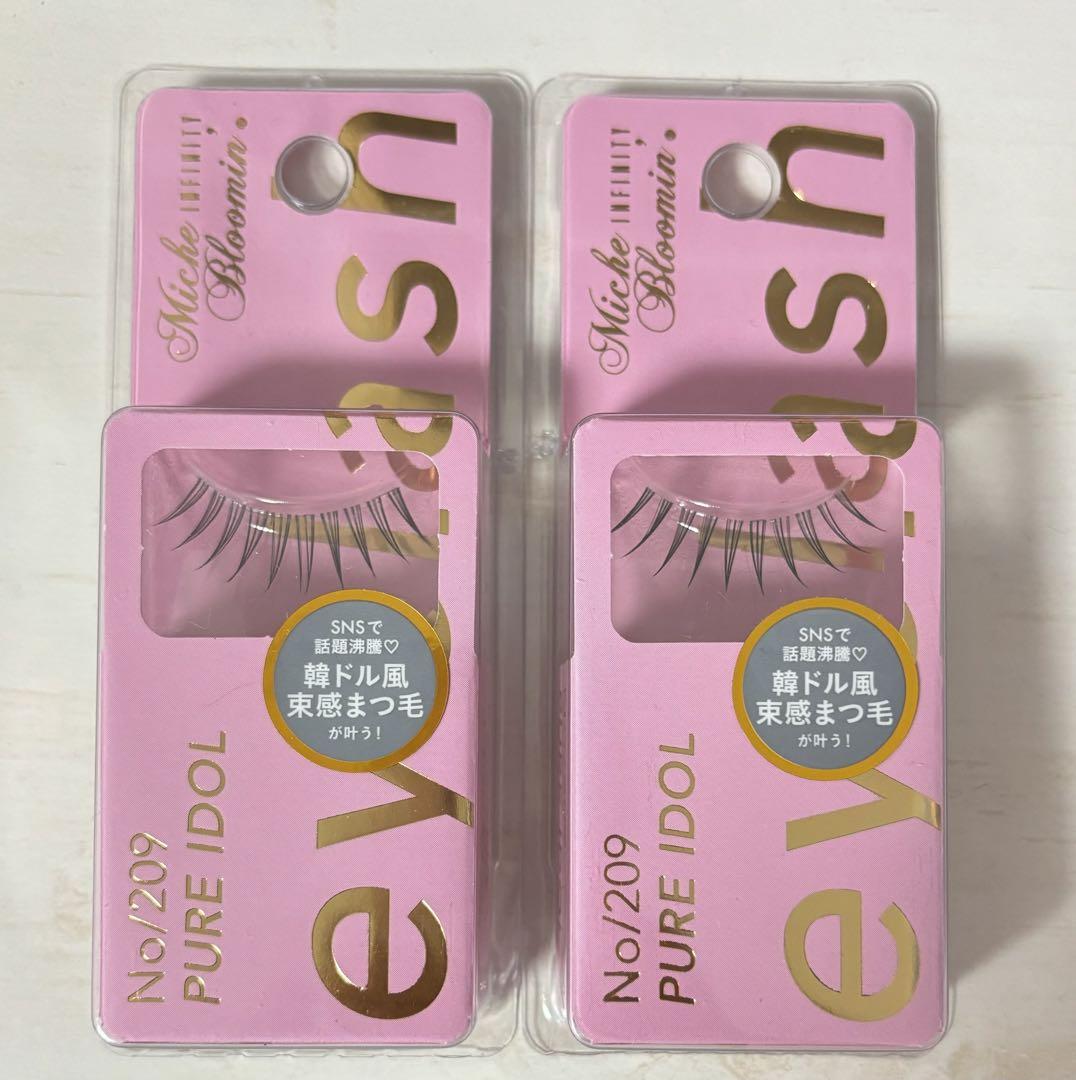 Miche INFINITY
Bloomin'.
eyelash
SNSで
話題沸騰♡
韓ドル風
束感まつ毛
が叶う!
No/209
PURE IDOL
Miche INFINITY
Bloomin'.
eyelash
SNSで
話題沸騰♡
韓ドル風
束感まつ毛
が叶う!
No/209
PURE IDOL